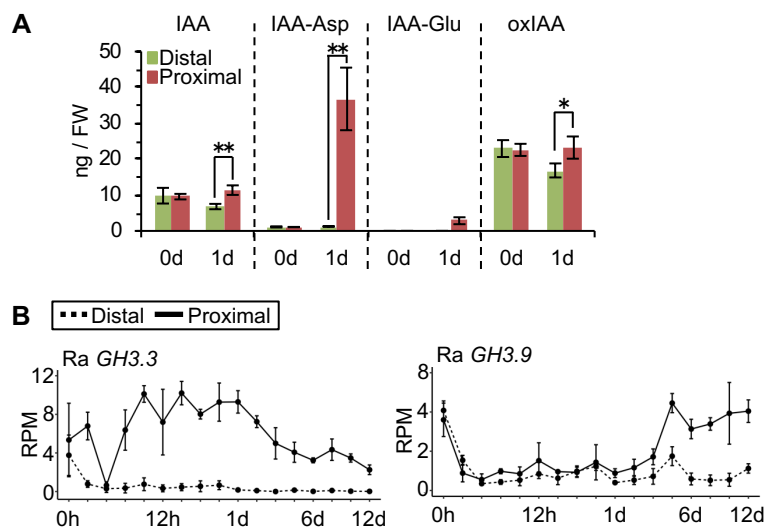 A
IAA IAA-Asp IAA-Glu oxIAA
50
40
30
20
10
0
ng / FW
Distal
Proximal
**
**
*
0d 1d 0d 1d 0d 1d 0d 1d
B
Distal Proximal
Ra GH3.3
12
8
4
0
RPM
0h 12h 1d 6d 12d
Ra GH3.9
8
4
2
0
RPM
0h 12h 1d 6d 12d